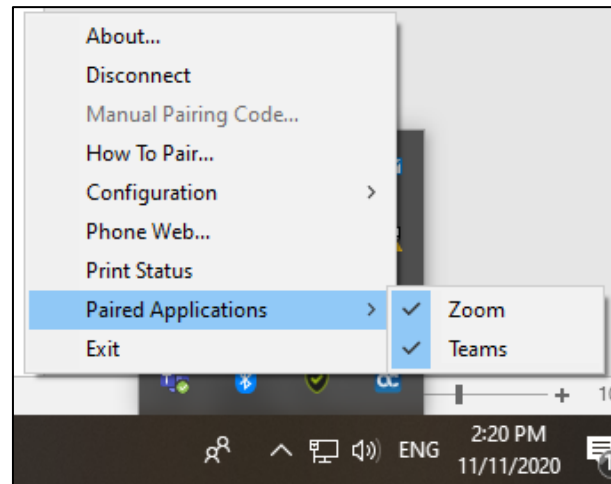 About...
Disconnect
Manual Pairing Code...
How To Pair...
Configuration
Phone Web...
Print Status
Paired Applications
Zoom
Teams
Exit
ENG
2:20 PM
11/11/2020